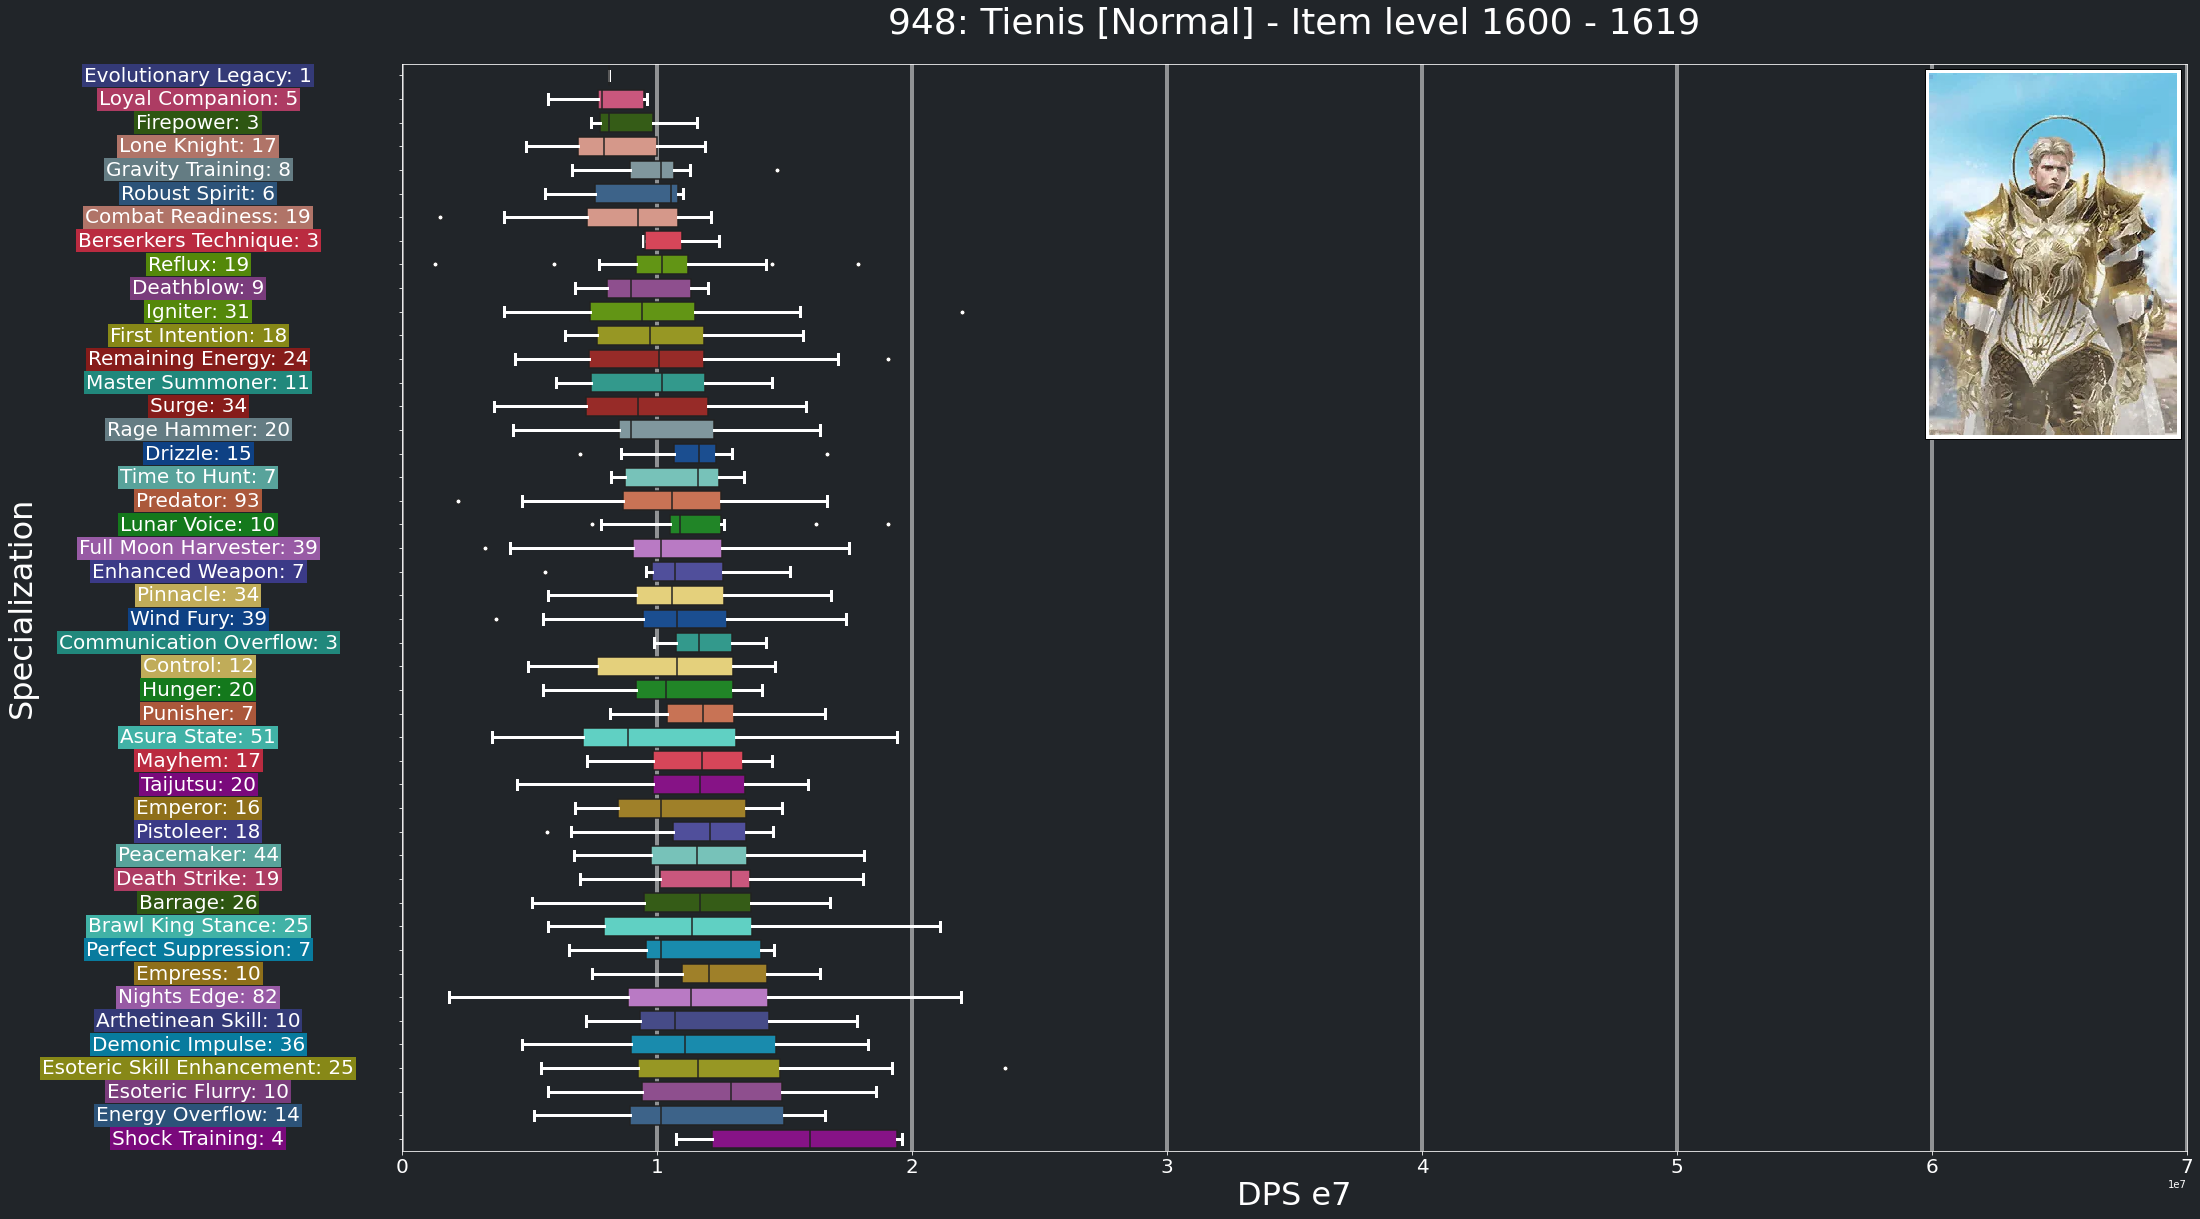 948: Tienis [Normal] - Item level 1600 - 1619
Specialization
Evolutionary Legacy: 1
Loyal Companion: 5
Firepower: 3
Lone Knight: 17
Gravity Training: 8
Robust Spirit: 6
Combat Readiness: 19
Berserkers Technique: 3
Reflux: 19
Deathblow: 9
Igniter: 31
First Intention: 18
Remaining Energy: 24
Master Summoner: 11
Surge: 34
Rage Hammer: 20
Drizzle: 15
Time to Hunt: 7
Predator: 93
Lunar Voice: 10
Full Moon Harvester: 39
Enhanced Weapon: 7
Pinnacle: 34
Wind Fury: 39
Communication Overflow: 3
Control: 12
Hunger: 20
Punisher: 7
Asura State: 51
Mayhem: 17
Taijutsu: 20
Emperor: 16
Pistoleer: 18
Peacemaker: 44
Death Strike: 19
Barrage: 26
Brawl King Stance: 25
Perfect Suppression: 7
Empress: 10
Nights Edge: 82
Arthetinean Skill: 10
Demonic Impulse: 36
Esoteric Skill Enhancement: 25
Esoteric Flurry: 10
Energy Overflow: 14
Shock Training: 4
0 1 2 3 4 5 6 7
1e7
DPS e7